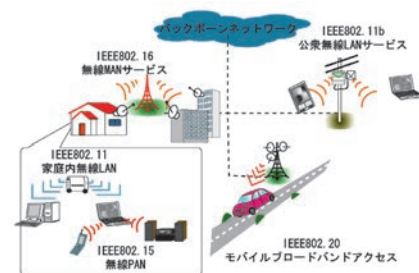 バックボーンネットワーク
IEEE802.11b
公衆無線LANサービス
IEEE802.16
無線MANサービス
IEEE802.11
家庭内無線LAN
IEEE802.15
無線PAN
IEEE802.20
モバイルブロードバンドアクセス